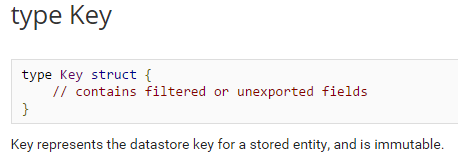 type Key
type Key struct {
    // contains filtered or unexported fields
}
Key represents the datastore key for a stored entity, and is immutable.